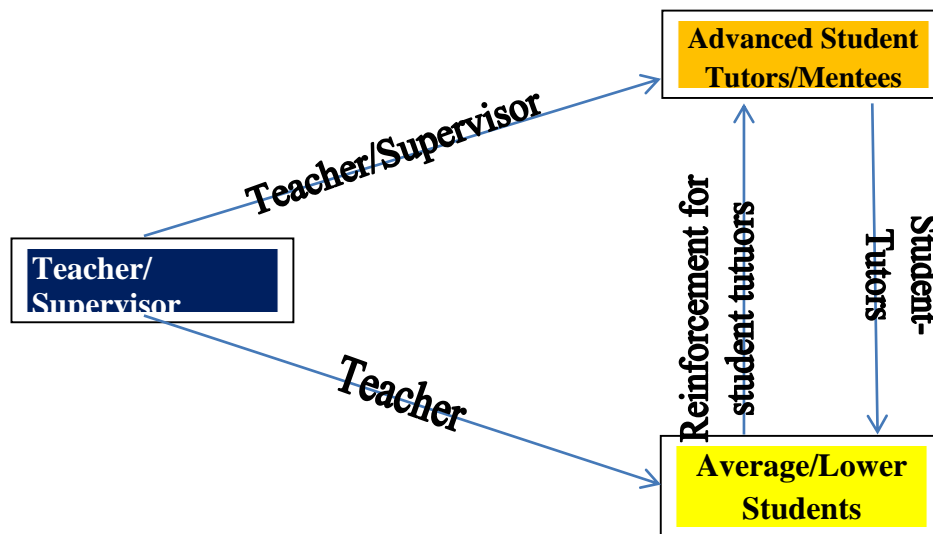 Advanced Student
Tutors/Mentees
Teacher/Supervisor
Teacher/
Supervisor
Reinforcement for
student tutuors
Student-
Tutors
Teacher
Average/Lower
Students